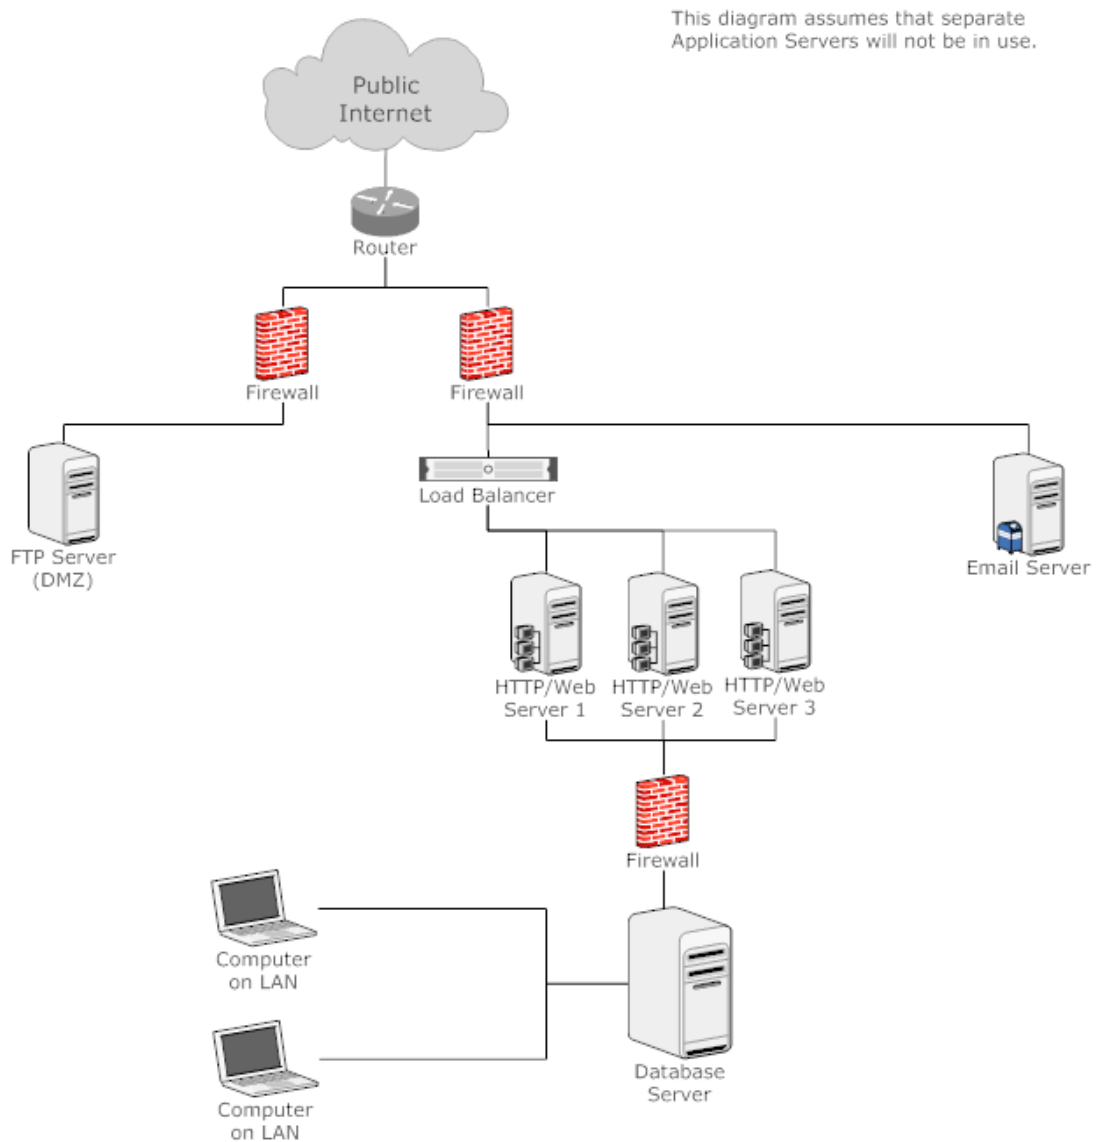 This diagram assumes that separate
Application Servers will not be in use.
Public
Internet
Router
Firewall
Firewall
Load Balancer
FTP Server
(DMZ)
Email Server
HTTP/Web
Server 1
HTTP/Web
Server 2
HTTP/Web
Server 3
Firewall
Computer
on LAN
Database
Server
Computer
on LAN